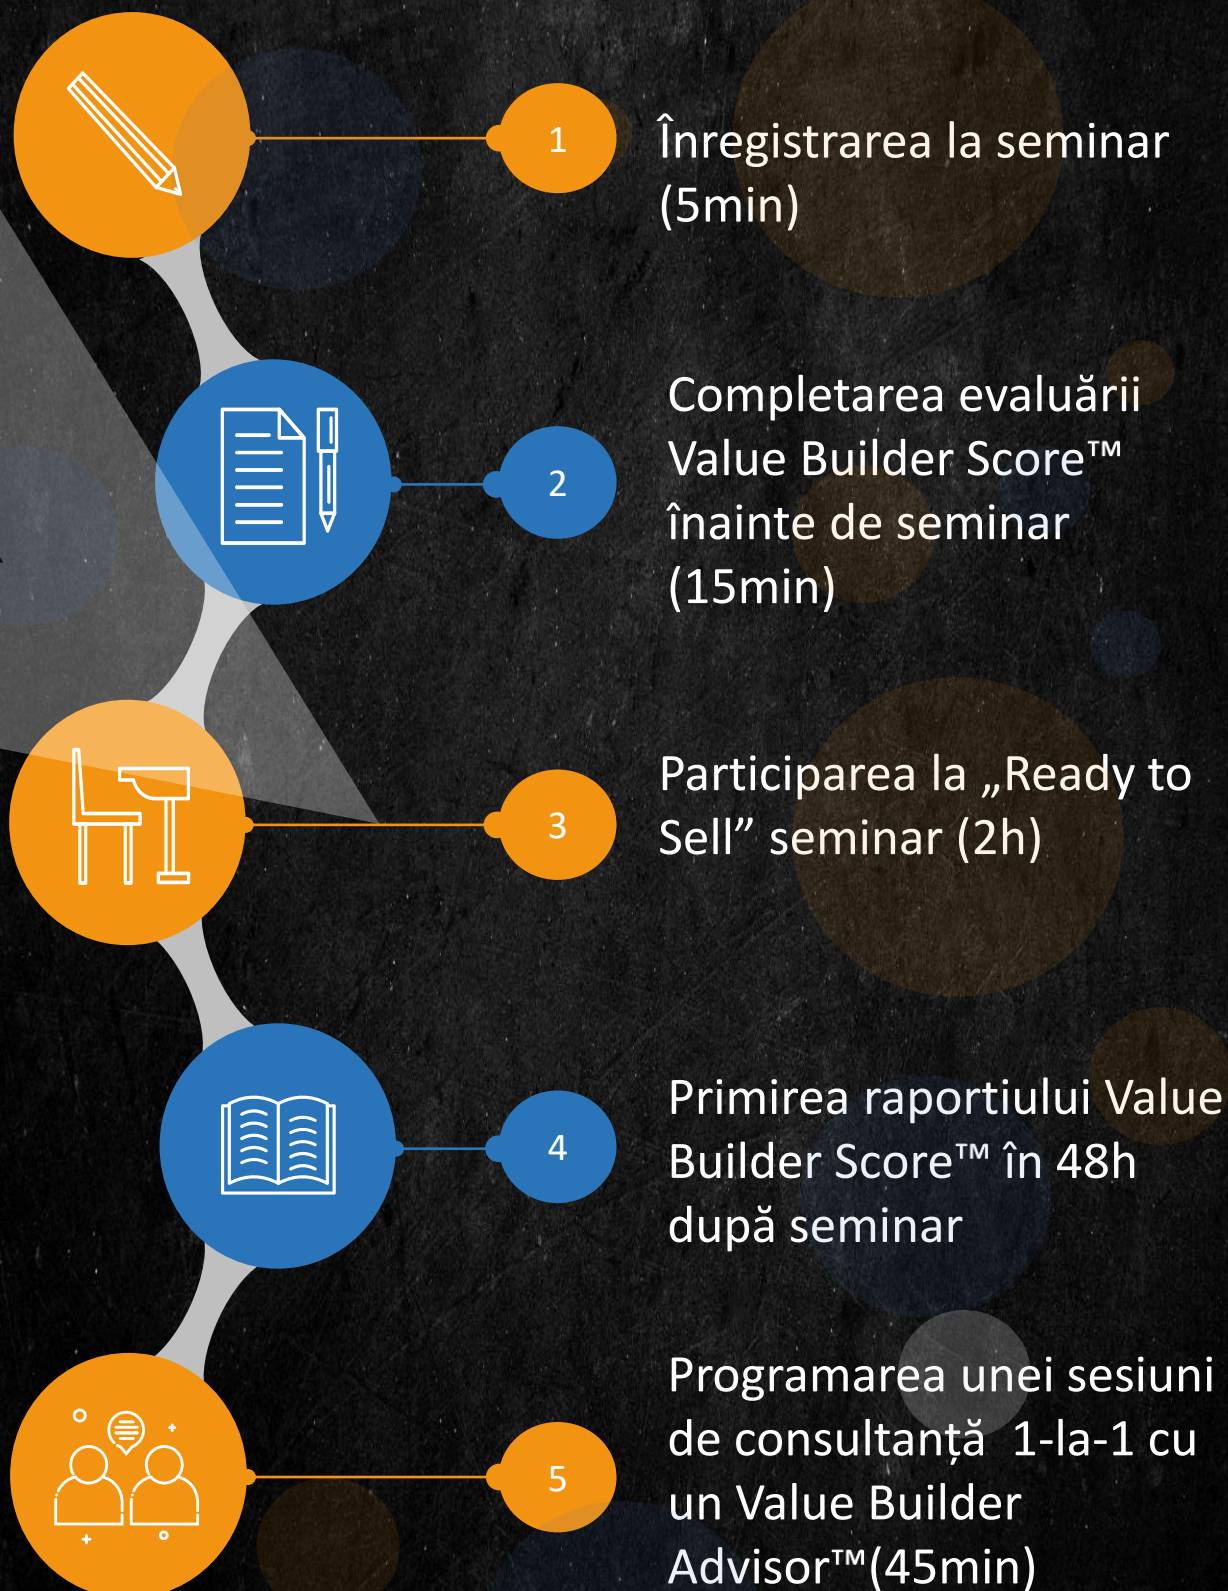 1
Înregistrarea la seminar
(5min)
2
Completarea evaluării
Value Builder Score™
înainte de seminar
(15min)
3
Participarea la „Ready to
Sell” seminar (2h)
4
Primirea raportiului Value
Builder Score™ în 48h
după seminar
5
Programarea unei sesiuni
de consultanță  1-la-1 cu
un Value Builder
Advisor™(45min)